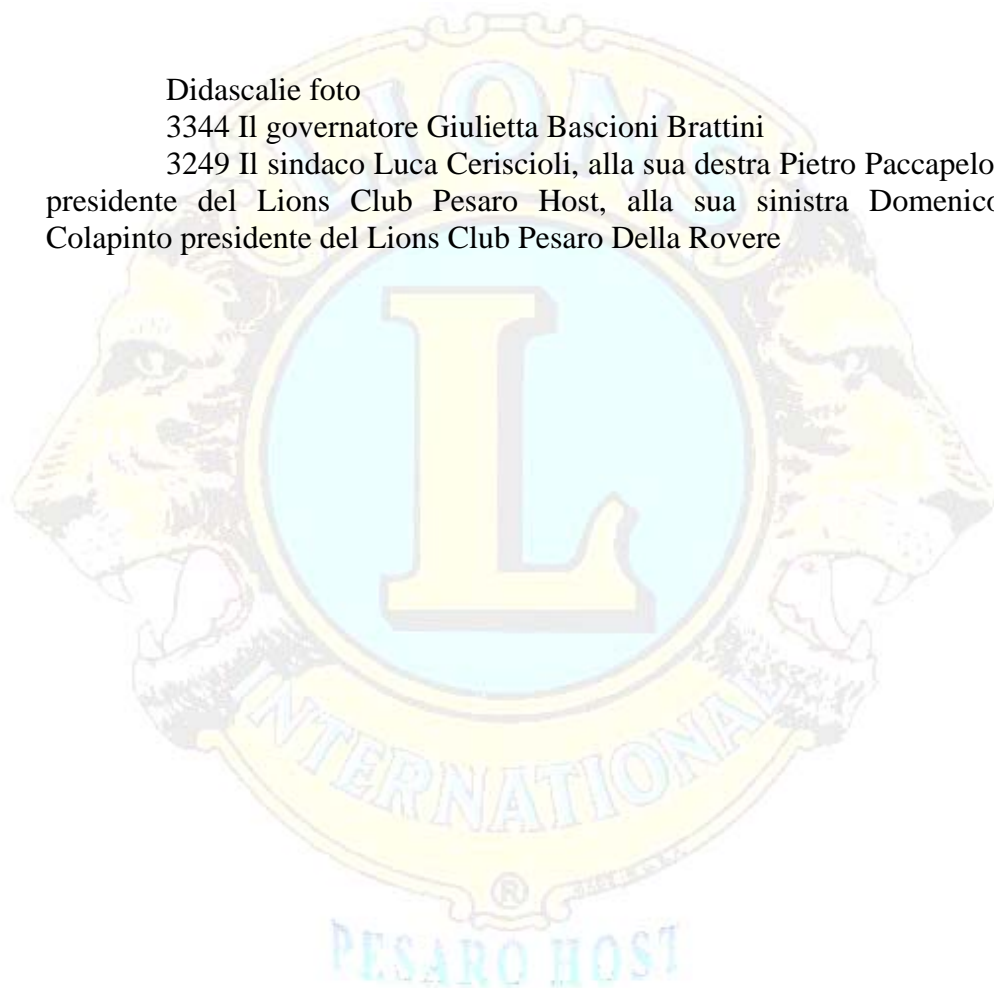 LIONS
Didascalie foto
3344 Il governatore Giulietta Bascioni Brattini
3249 Il sindaco Luca Ceriscioli, alla sua destra Pietro Paccapelo
presidente del Lions Club Pesaro Host, alla sua sinistra Domenico
Colapinto presidente del Lions Club Pesaro Della Rovere
L
INTERNATIONAL
®
PESARO HOST